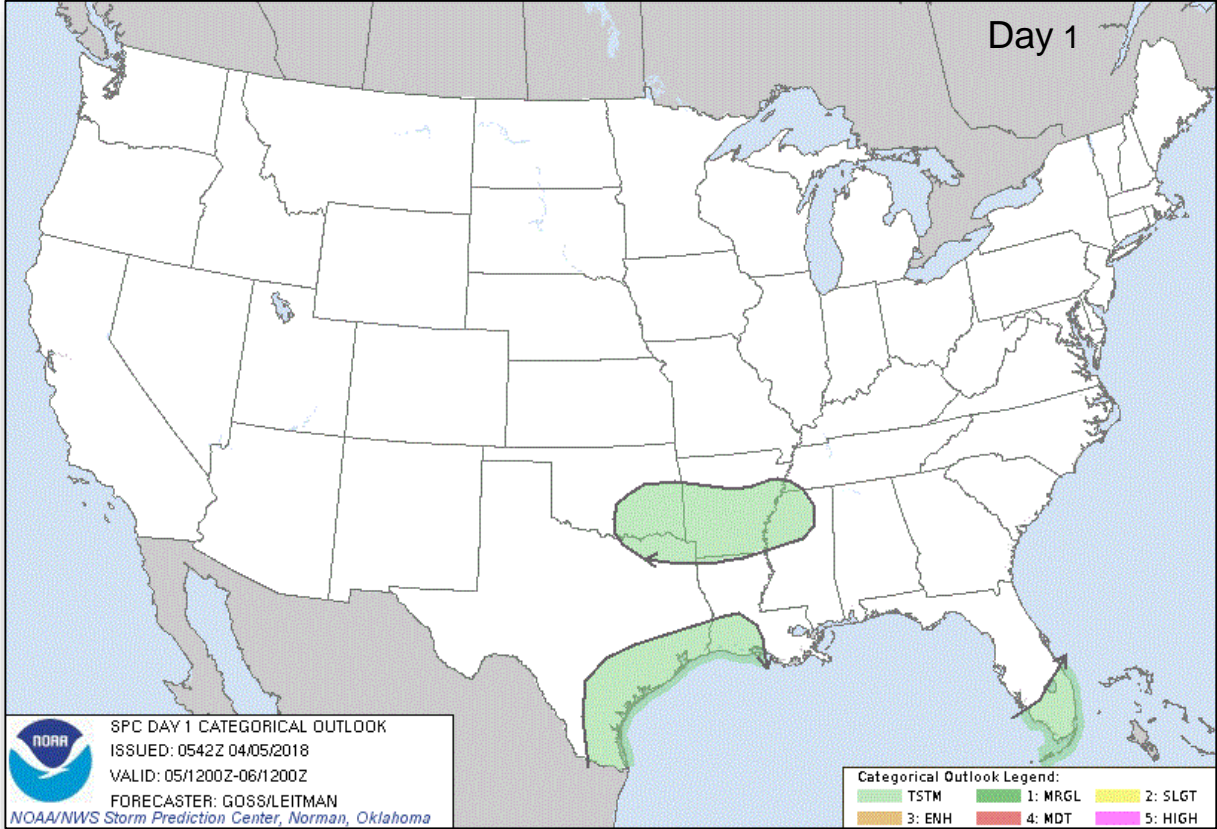 Day 1
NOAA
SPC DAY 1 CATEGORICAL OUTLOOK
ISSUED: 0542Z 04/05/2018
VALID: 05/1200Z-06/1200Z
FORECASTER: GOSS/LEITMAN
NOAA/NWS Storm Prediction Center, Norman, Oklahoma
Categorical Outlook Legend:
TSTM 1: MRGL 2: SLGT
3: ENH 4: MDT 5: HIGH